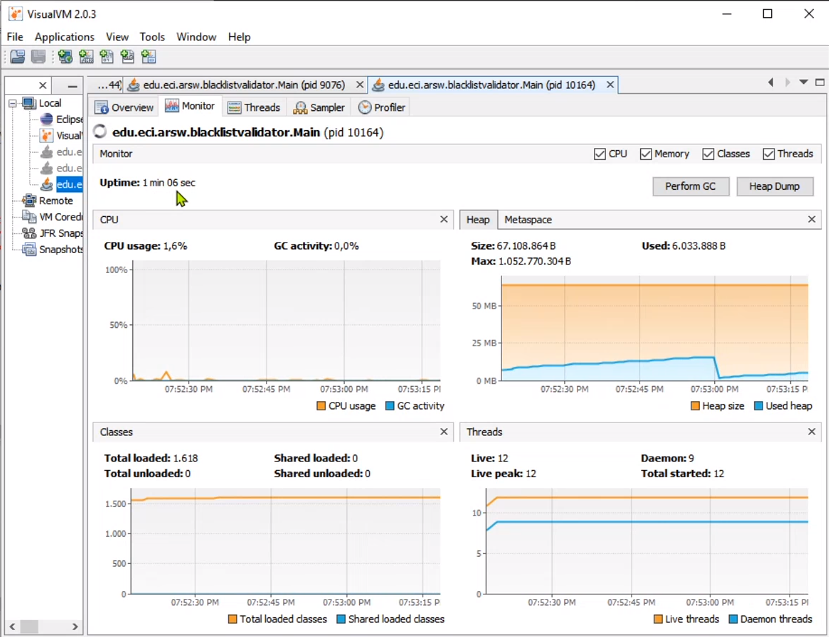 VisualVM 2.0.3
File Applications View Tools Window Help
...44) edu.eci.arsw.blacklistvalidator.Main (pid 9076) edu.eci.arsw.blacklistvalidator.Main (pid 10164)
Local
Eclipse
VisualV
edu.e
edu.e
edu.e
Remote
VM Coredu
JFR Snaps
Snapshots
Overview Monitor Threads Sampler Profiler
edu.eci.arsw.blacklistvalidator.Main (pid 10164)
Monitor CPU Memory Classes Threads
Uptime: 1 min 06 sec Perform GC Heap Dump
CPU
CPU usage: 1,6% GC activity: 0,0%
100%
50%
0%
07:52:30 PM 07:52:45 PM 07:53:00 PM 07:53:15 P
CPU usage GC activity
Heap Metaspace
Size: 67.108.864 B Used: 6.033.888 B
Max: 1.052.770.304 B
50 MB
25 MB
0 MB
07:52:30 PM 07:52:45 PM 07:53:00 PM 07:53:15 P
Heap size Used heap
Classes
Total loaded: 1.618 Shared loaded: 0
Total unloaded: 0 Shared unloaded: 0
1.500
1.000
500
0
07:52:30 PM 07:52:45 PM 07:53:00 PM 07:53:15 P
Total loaded classes Shared loaded classes
Threads
Live: 12 Daemon: 9
Live peak: 12 Total started: 12
10
5
0
07:52:30 PM 07:52:45 PM 07:53:00 PM 07:53:15 P
Live threads Daemon threads